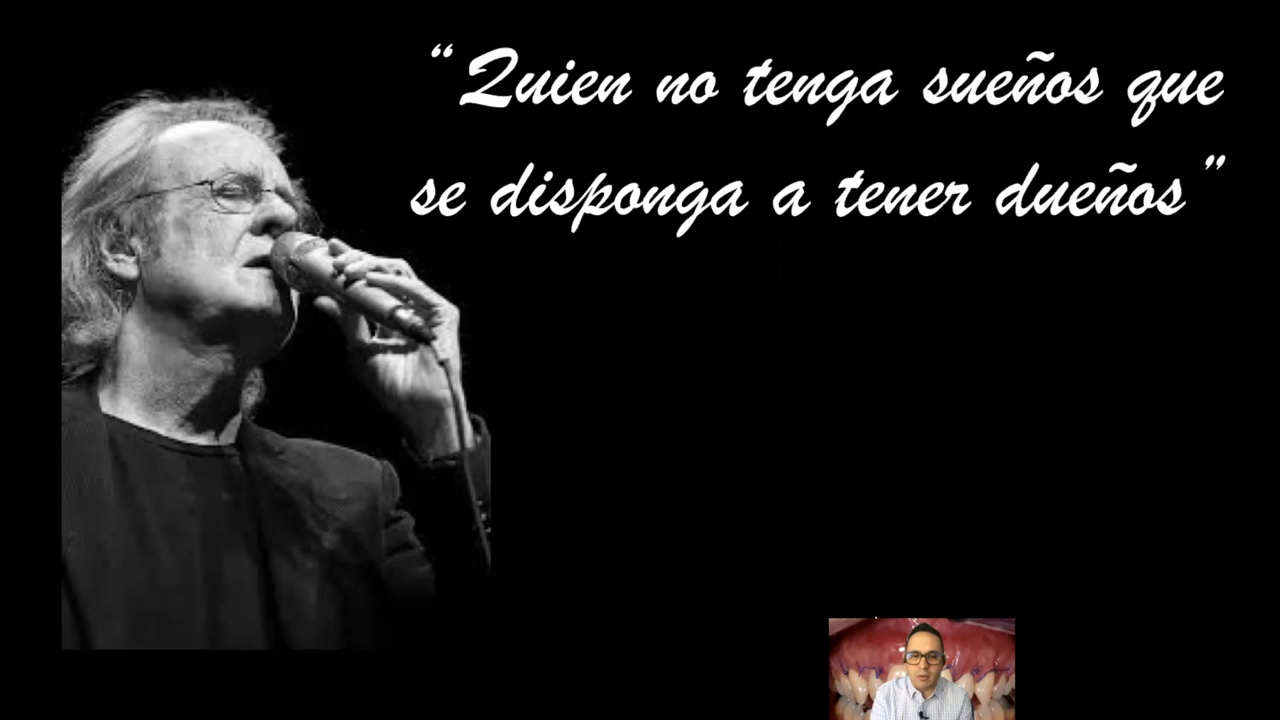 “Quien no tenga sueños que
se disponga a tener dueños”